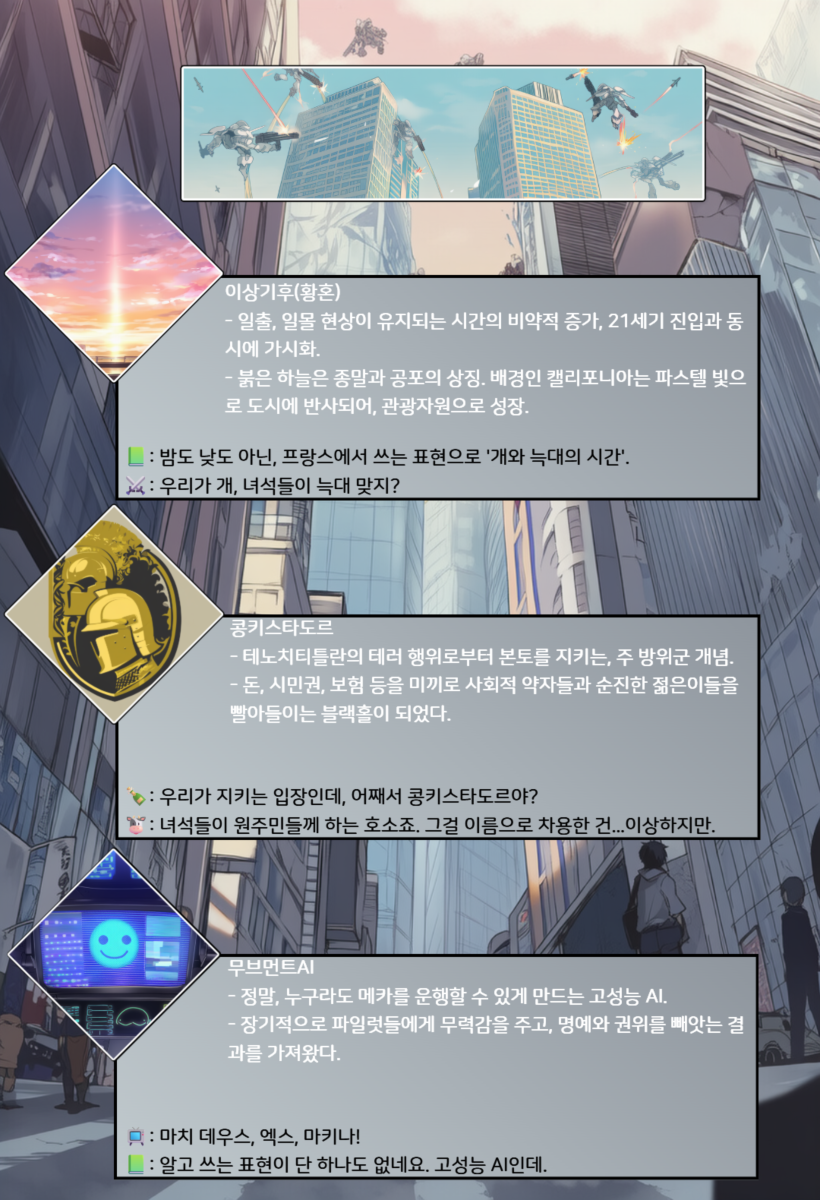 이상기후(황혼)
- 일출, 일몰 현상이 유지되는 시간의 비약적 증가, 21세기 진입과 동
시에 가시화.
- 붉은 하늘은 종말과 공포의 상징. 배경인 캘리포니아는 파스텔 빛으
로 도시에 반사되어, 관광자원으로 성장.
📗 : 밤도 낮도 아닌, 프랑스에서 쓰는 표현으로 '개와 늑대의 시간'.
⚔️ : 우리가 개, 녀석들이 늑대 맞지?
콩키스타도르
- 테노치티틀란의 테러 행위로부터 본토를 지키는, 주 방위군 개념.
- 돈, 시민권, 보험 등을 미끼로 사회적 약자들과 순진한 젊은이들을
빨아들이는 블랙홀이 되었다.
🍾 : 우리가 지키는 입장인데, 어째서 콩키스타도르야?
🐮 : 녀석들이 원주민들께 하는 호소죠. 그걸 이름으로 차용한 건...이상하지만.
무브먼트AI
- 정말, 누구라도 메카를 운행할 수 있게 만드는 고성능 AI.
- 장기적으로 파일럿들에게 무력감을 주고, 명예와 권위를 빼앗는 결
과를 가져왔다.
📺 : 마치 데우스, 엑스, 마키나!
📗 : 알고 쓰는 표현이 단 하나도 없네요. 고성능 AI인데.